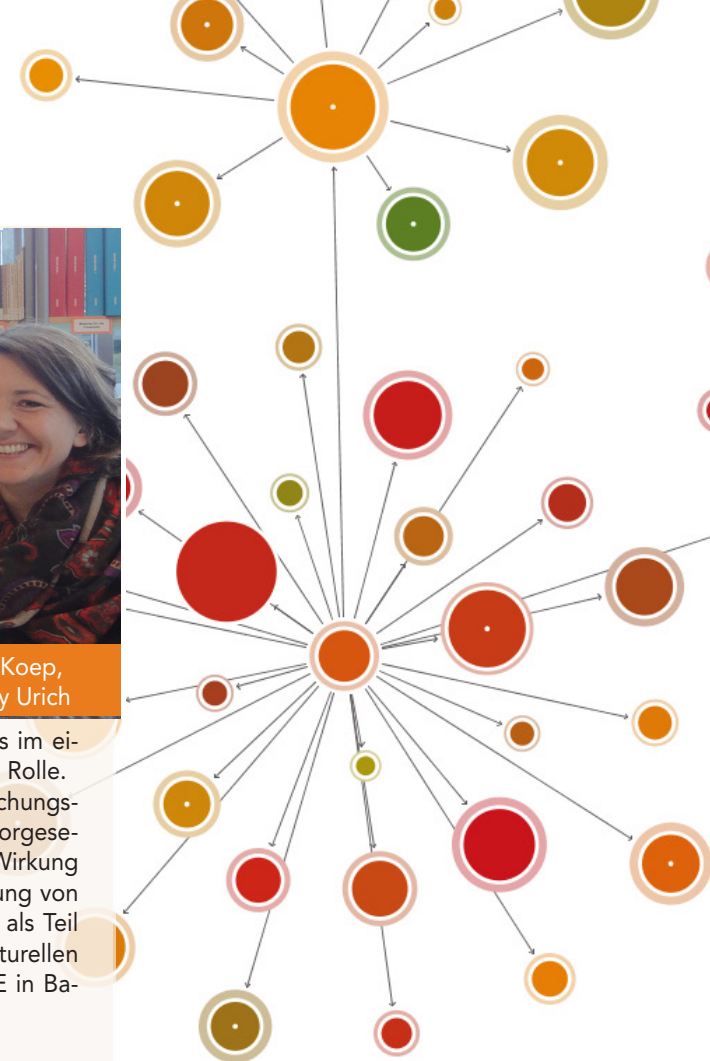 Koep,
y Urich
s im ei-
Rolle.
chungs-
orgese-
Wirkung
ung von
als Teil
turellen
E in Ba-